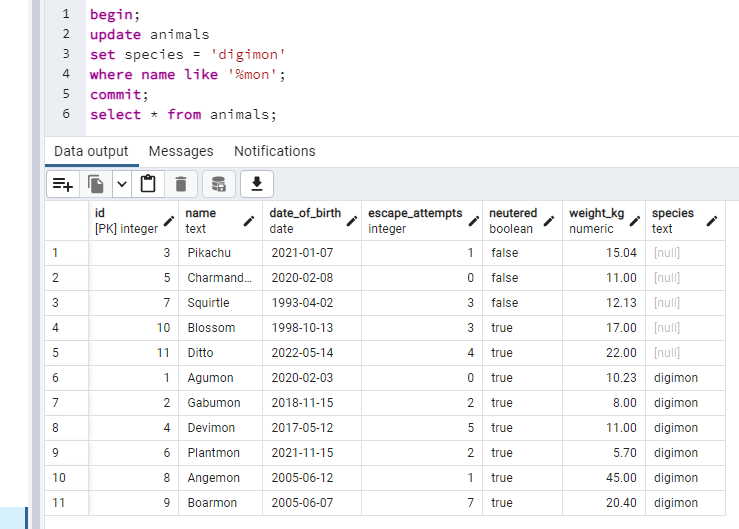 1 begin;
2 update animals
3 set species = 'digimon'
4 where name like '%mon';
5 commit;
6 select * from animals;
Data output Messages Notifications
id name date_of_birth escape_attempts neutered weight_kg species
[PK] integer text date integer boolean numeric text
1 3 Pikachu 2021-01-07 1 false 15.04 [null]
2 5 Charmand... 2020-02-08 0 false 11.00 [null]
3 7 Squirtle 1993-04-02 3 false 12.13 [null]
4 10 Blossom 1998-10-13 3 true 17.00 [null]
5 11 Ditto 2022-05-14 4 true 22.00 [null]
6 1 Agumon 2020-02-03 0 true 10.23 digimon
7 2 Gabumon 2018-11-15 2 true 8.00 digimon
8 4 Devimon 2017-05-12 5 true 11.00 digimon
9 6 Plantmon 2021-11-15 2 true 5.70 digimon
10 8 Angemon 2005-06-12 1 true 45.00 digimon
11 9 Boarmon 2005-06-07 7 true 20.40 digimon